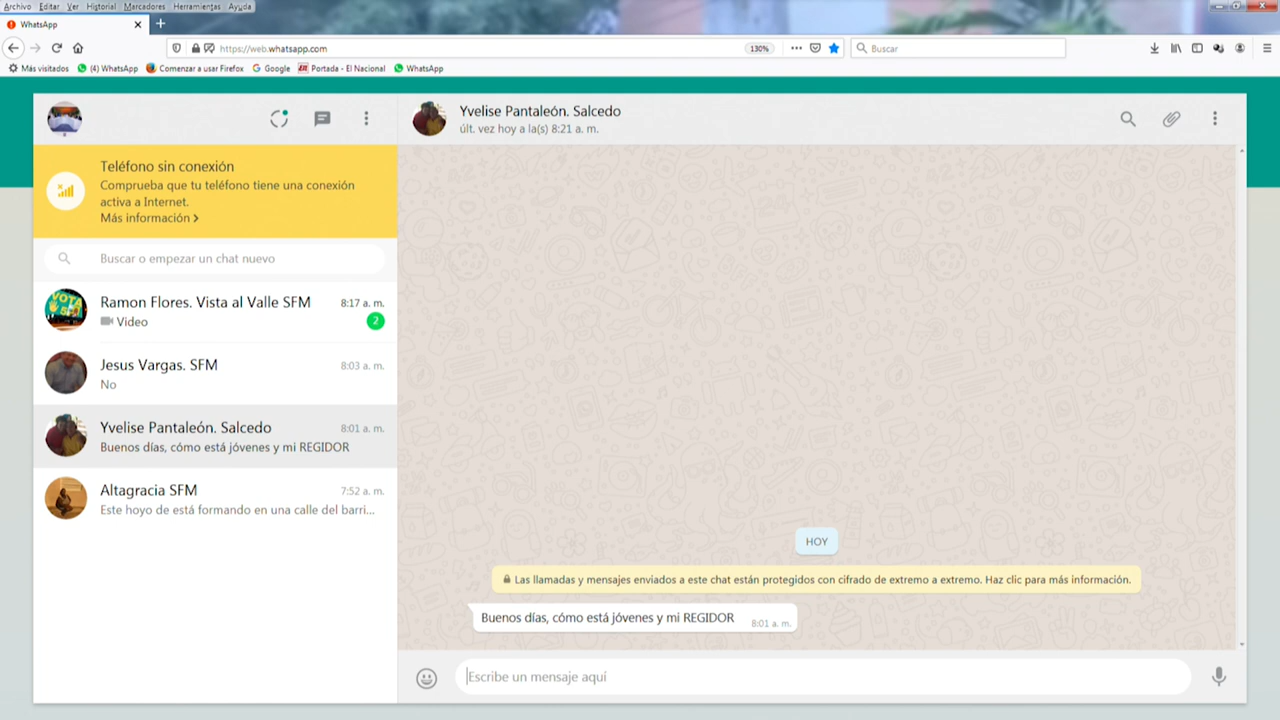 Archivo Editar Ver Historial Marcadores Herramientas Ayuda
WhatsApp
https://web.whatsapp.com
130%
Buscar
Más visitados (4) WhatsApp Comenzar a usar Firefox Google Portada - El Nacional WhatsApp
Teléfono sin conexión
Comprueba que tu teléfono tiene una conexión
activa a Internet.
Más información
Buscar o empezar un chat nuevo
Ramon Flores. Vista al Valle SFM 8:17 a. m.
Video 2
Jesus Vargas. SFM 8:03 a. m.
No
Yvelise Pantaleón. Salcedo 8:01 a. m.
Buenos días, cómo está jóvenes y mi REGIDOR
Altagracia SFM 7:52 a. m.
Este hoyo de está formando en una calle del barri...
Yvelise Pantaleón. Salcedo
últ. vez hoy a la(s) 8:21 a. m.
HOY
Las llamadas y mensajes enviados a este chat están protegidos con cifrado de extremo a extremo. Haz clic para más información.
Buenos días, cómo está jóvenes y mi REGIDOR 8:01 a. m.
Escribe un mensaje aquí
VOTA